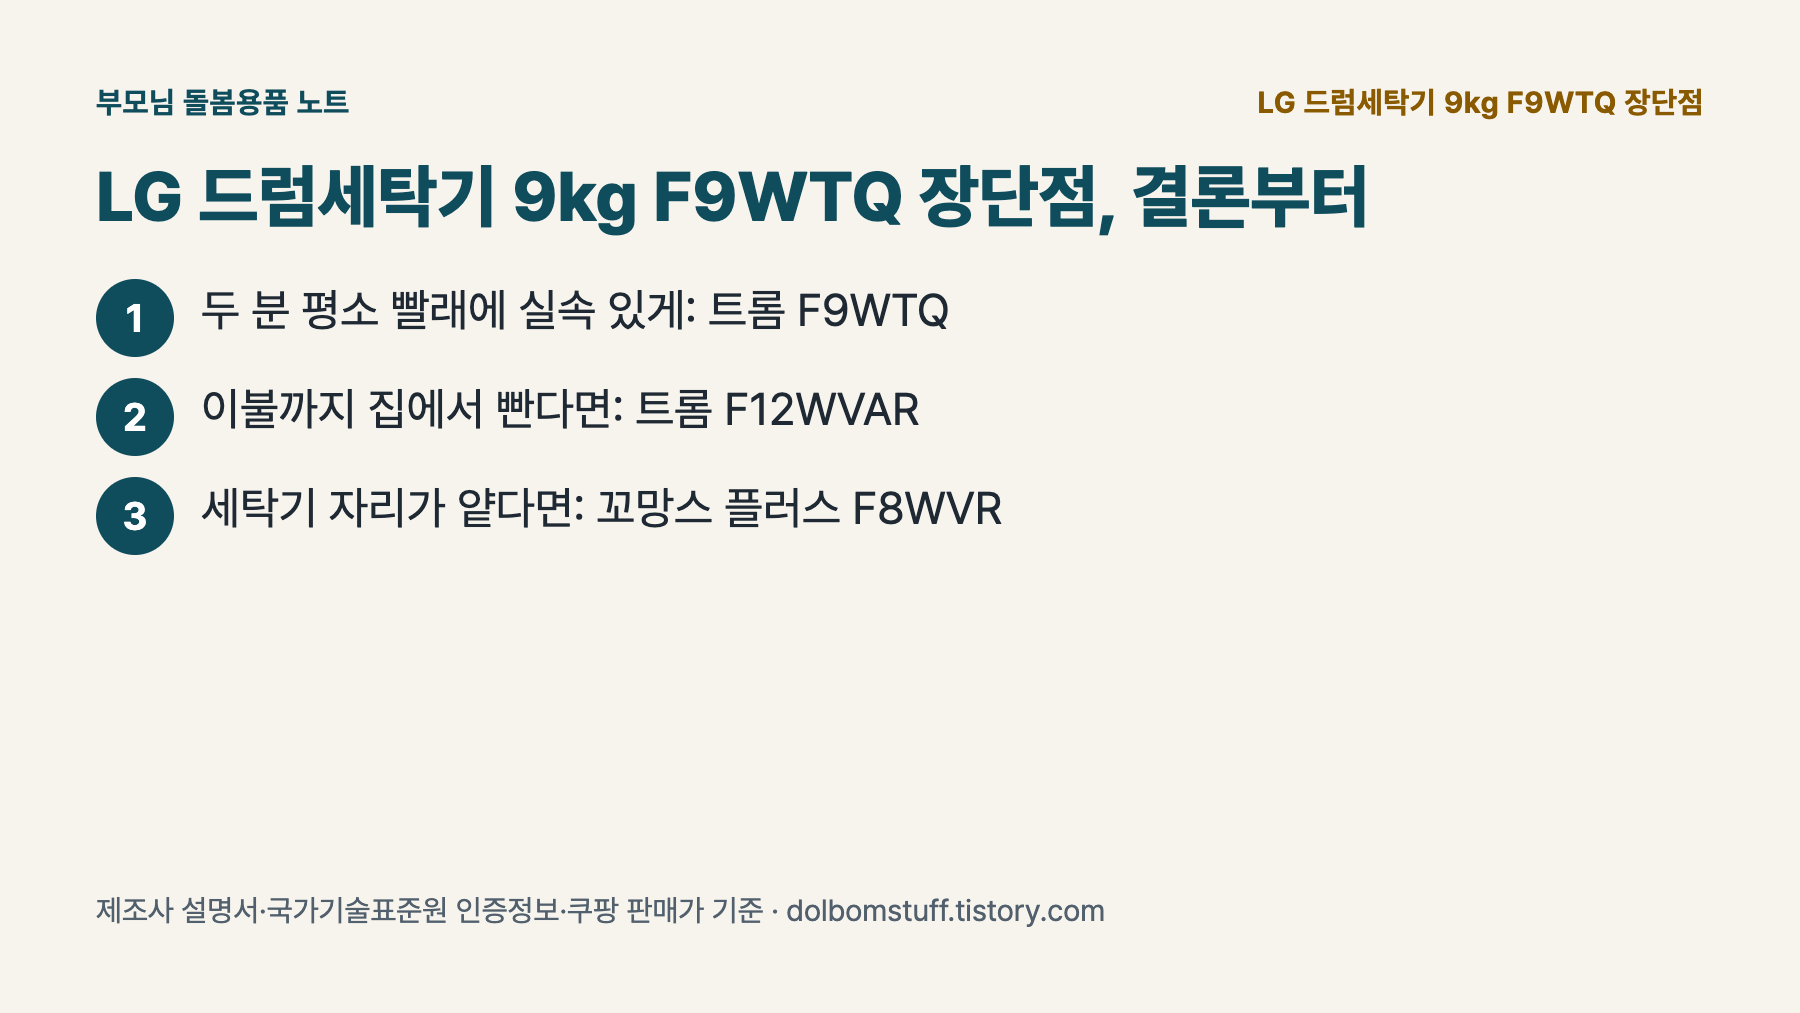 부모님 돌봄용품 노트
LG 드럼세탁기 9kg F9WTQ 장단점
LG 드럼세탁기 9kg F9WTQ 장단점, 결론부터
1 두 분 평소 빨래에 실속 있게: 트롬 F9WTQ
2 이불까지 집에서 빤다면: 트롬 F12WVAR
3 세탁기 자리가 얕다면: 꼬망스 플러스 F8WVR
제조사 설명서·국가기술표준원 인증정보·쿠팡 판매가 기준 · dolbomstuff.tistory.com